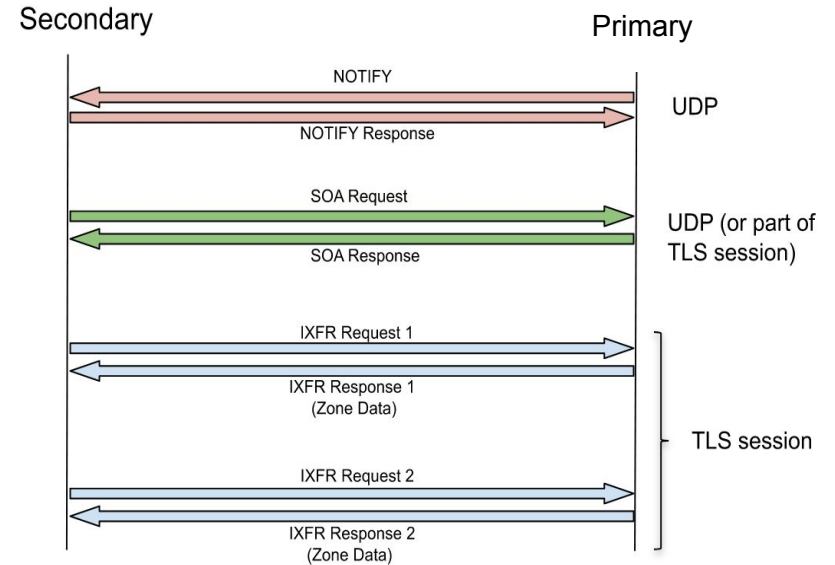 Secondary
Primary
NOTIFY
UDP
NOTIFY Response
SOA Request
UDP (or part of
TLS session)
SOA Response
IXFR Request 1
IXFR Response 1
(Zone Data)
TLS session
IXFR Request 2
IXFR Response 2
(Zone Data)